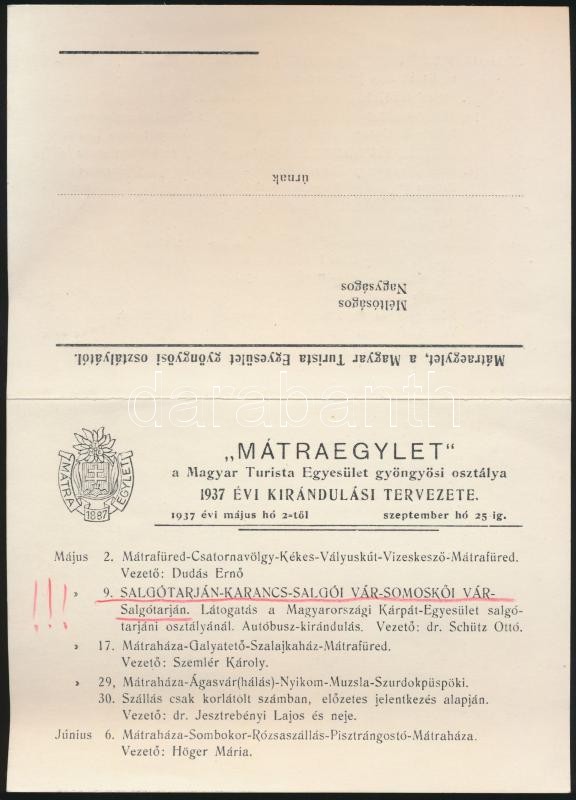 úrnak
Méltóságos
Nagyságos
Mátraegylet, a Magyar Turista Egyesület gyöngyösi osztályától.
darabanth
MÁTRA EGYLET
1887
„MÁTRAEGYLET“
a Magyar Turista Egyesület gyöngyösi osztálya
1937 ÉVI KIRÁNDULÁSI TERVEZETE.
1937 évi május hó 2-től szeptember hó 25-ig.
Május 2. Mátrafüred-Csatornavölgy-Kékes-Vályuskút-Vizeskesző-Mátrafüred.
Vezető: Dudás Ernő
!!! » 9. SALGÓTARJÁN-KARANCS-SALGÓI VÁR-SOMOSKŐI VÁR-
Salgótarján. Látogatás a Magyarországi Kárpát-Egyesület salgó-
tarjáni osztályánál. Autóbusz-kirándulás. Vezető: dr. Schütz Ottó.
» 17. Mátraháza-Galyatető-Szalajkaház-Mátrafüred.
Vezető: Szemlér Károly.
» 29, Mátraháza-Ágasvár(hálás)-Nyikom-Muzsla-Szurdokpüspöki.
30. Szállás csak korlátolt számban, előzetes jelentkezés alapján.
Vezető: dr. Jesztrebényi Lajos és neje.
Június 6. Mátraháza-Sombokor-Rózsaszállás-Pisztrángostó-Mátraháza.
Vezető: Höger Mária.